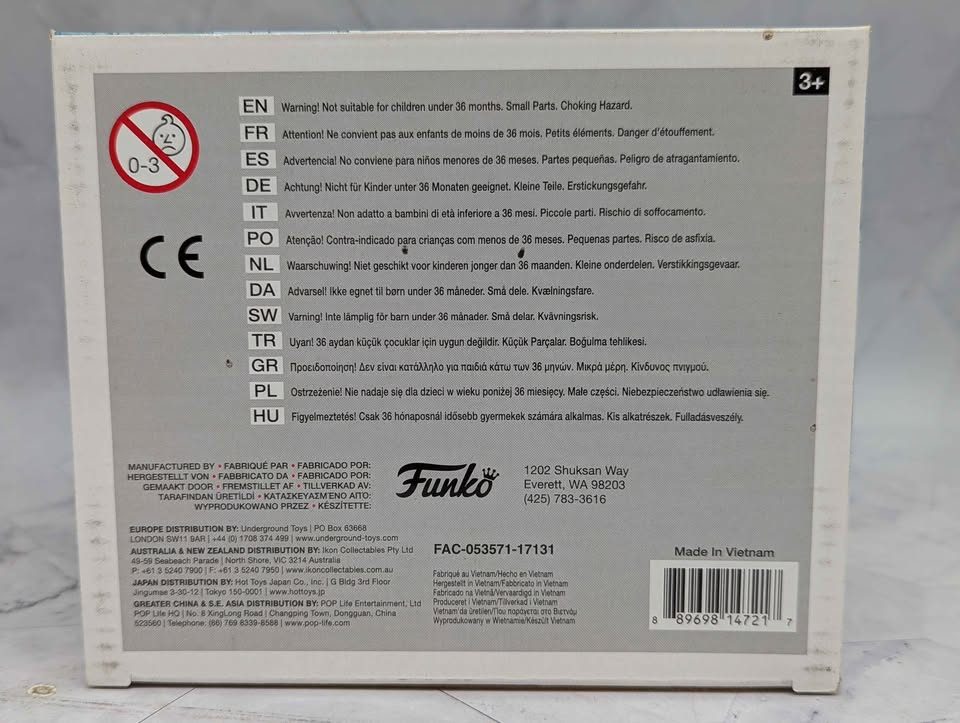 3+
0-3
EN Warning! Not suitable for children under 36 months. Small Parts. Choking Hazard.
FR Attention! Ne convient pas aux enfants de moins de 36 mois. Petits éléments. Danger d'étouffement.
ES Advertencia! No conviene para niños menores de 36 meses. Partes pequeñas. Peligro de atragantamiento.
DE Achtung! Nicht für Kinder unter 36 Monaten geeignet. Kleine Teile. Erstickungsgefahr.
IT Avvertenza! Non adatto a bambini di età inferiore a 36 mesi. Piccole parti. Rischio di soffocamento.
PO Atenção! Contra-indicado para crianças com menos de 36 meses. Pequenas partes. Risco de asfixia.
CE
NL Waarschuwing! Niet geschikt voor kinderen jonger dan 36 maanden. Kleine onderdelen. Verstikkingsgevaar.
DA Advarsel! Ikke egnet til børn under 36 måneder. Små dele. Kvælningsfare.
SW Varning! Inte lämplig för barn under 36 månader. Små delar. Kvävningsrisk.
TR Uyarı! 36 aydan küçük çocuklar için uygun değildir. Küçük Parçalar. Boğulma tehlikesi.
GR Προειδοποίηση! Δεν είναι κατάλληλο για παιδιά κάτω των 36 μηνών. Μικρά μέρη. Κίνδυνος πνιγμού.
PL Ostrzeżenie! Nie nadaje się dla dzieci w wieku poniżej 36 miesięcy. Małe części. Niebezpieczeństwo udławienia się.
HU Figyelmeztetés! Csak 36 hónaposnál idősebb gyermekek számára alkalmas. Kis alkatrészek. Fulladásveszély.
MANUFACTURED BY • FABRIQUÉ PAR • FABRICADO POR:
HERGESTELLT VON • FABBRICATO DA • FABRICADO POR:
GEMAAKT DOOR • FREMSTILLET AF • TILLVERKAD AV:
TARAFINDAN ÜRETİLDİ • ΚΑΤΑΣΚΕΥΑΣΜΈΝΟ ΑΠΌ:
WYPRODUKOWANO PRZEZ • KÉSZÍTETTE:
Funko
1202 Shuksan Way
Everett, WA 98203
(425) 783-3616
EUROPE DISTRIBUTION BY: Underground Toys | PO Box 63668
LONDON SW11 9AR | +44 (0) 1708 374 499 | www.underground-toys.com
AUSTRALIA & NEW ZEALAND DISTRIBUTION BY: Ikon Collectables Pty Ltd
49-59 Seabeach Parade | North Shore, VIC 3214 Australia
P: +61 3 5240 7900 | F: +61 3 5240 7950 | www.ikoncollectables.com.au
JAPAN DISTRIBUTION BY: Hot Toys Japan Co., Inc. | G Bldg 3rd Floor
Jingumse 3-30-12 | Tokyo 150-0001 | www.hottoys.jp
GREATER CHINA & S.E. ASIA DISTRIBUTION BY: POP Life Entertainment, Ltd
POP Life HQ | No. 8 XingLong Road | Changping Town, Dongguan, China
523560 | Telephone: (86) 769 8339-8588 | www.pop-life.com
FAC-053571-17131
Fabriqué au Vietnam/Hecho en Vietnam
Hergestellt in Vietnam/Fabbricato in Vietnam
Fabricado na Vietnã/Vervaardigd in Vietnam
Produceret i Vietnam/Tillverkad i Vietnam
Vietnam da üretilen/Που παράγεται στο Βιετνάμ
Wyprodukowany w Wietnamie/Készült Vietnam
Made In Vietnam
8 89698 14721 7